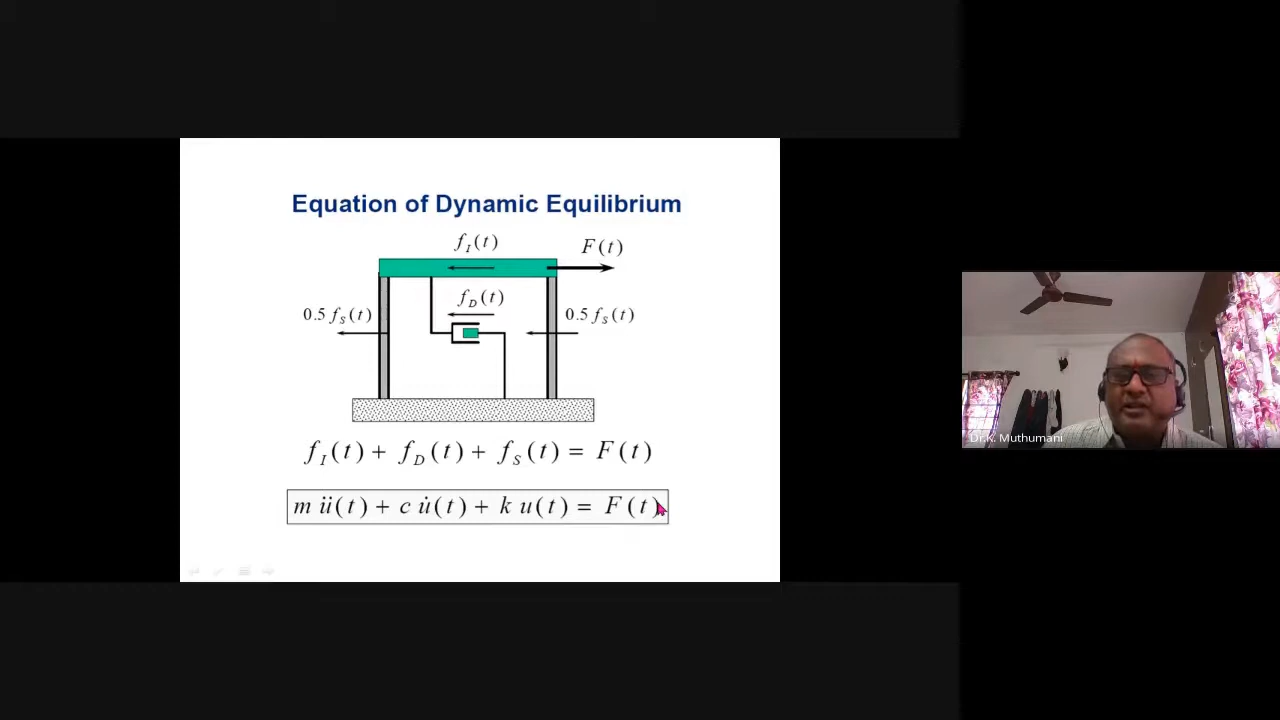 Equation of Dynamic Equilibrium
f_I(t)
F(t)
f_D(t)
0.5 f_S(t)
0.5 f_S(t)
f_I(t) + f_D(t) + f_S(t) = F(t)
m ü(t) + c u̇(t) + k u(t) = F(t)
Dr.K. Muthumani